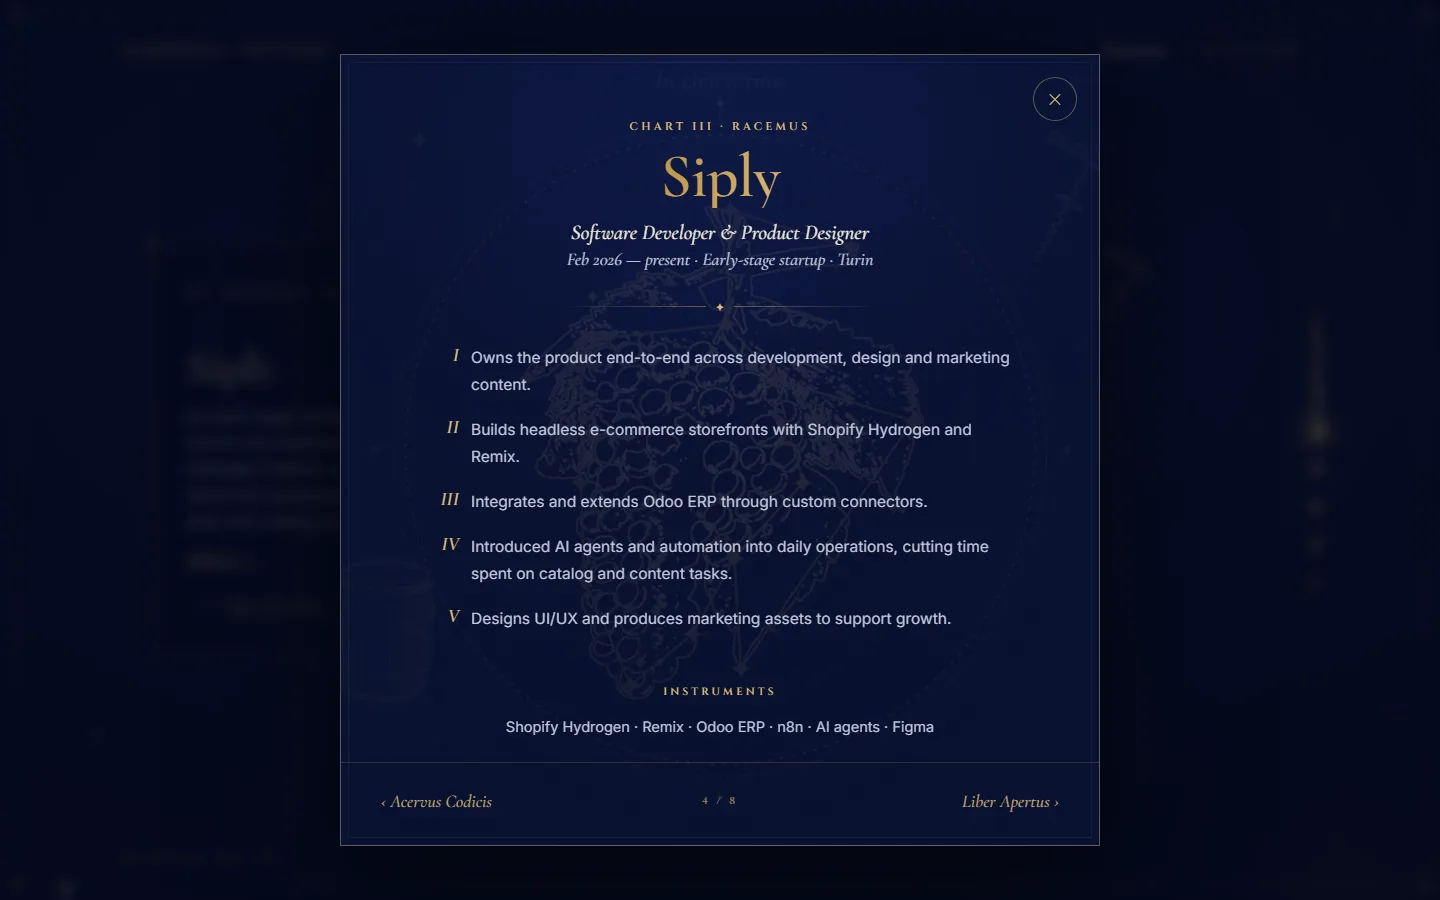 CHART III · RACEMUS
Siply
Software Developer & Product Designer
Feb 2026 — present · Early-stage startup · Turin
I Owns the product end-to-end across development, design and marketing
content.
II Builds headless e-commerce storefronts with Shopify Hydrogen and
Remix.
III Integrates and extends Odoo ERP through custom connectors.
IV Introduced AI agents and automation into daily operations, cutting time
spent on catalog and content tasks.
V Designs UI/UX and produces marketing assets to support growth.
INSTRUMENTS
Shopify Hydrogen · Remix · Odoo ERP · n8n · AI agents · Figma
‹ Acervus Codicis
4 / 8
Liber Apertus ›